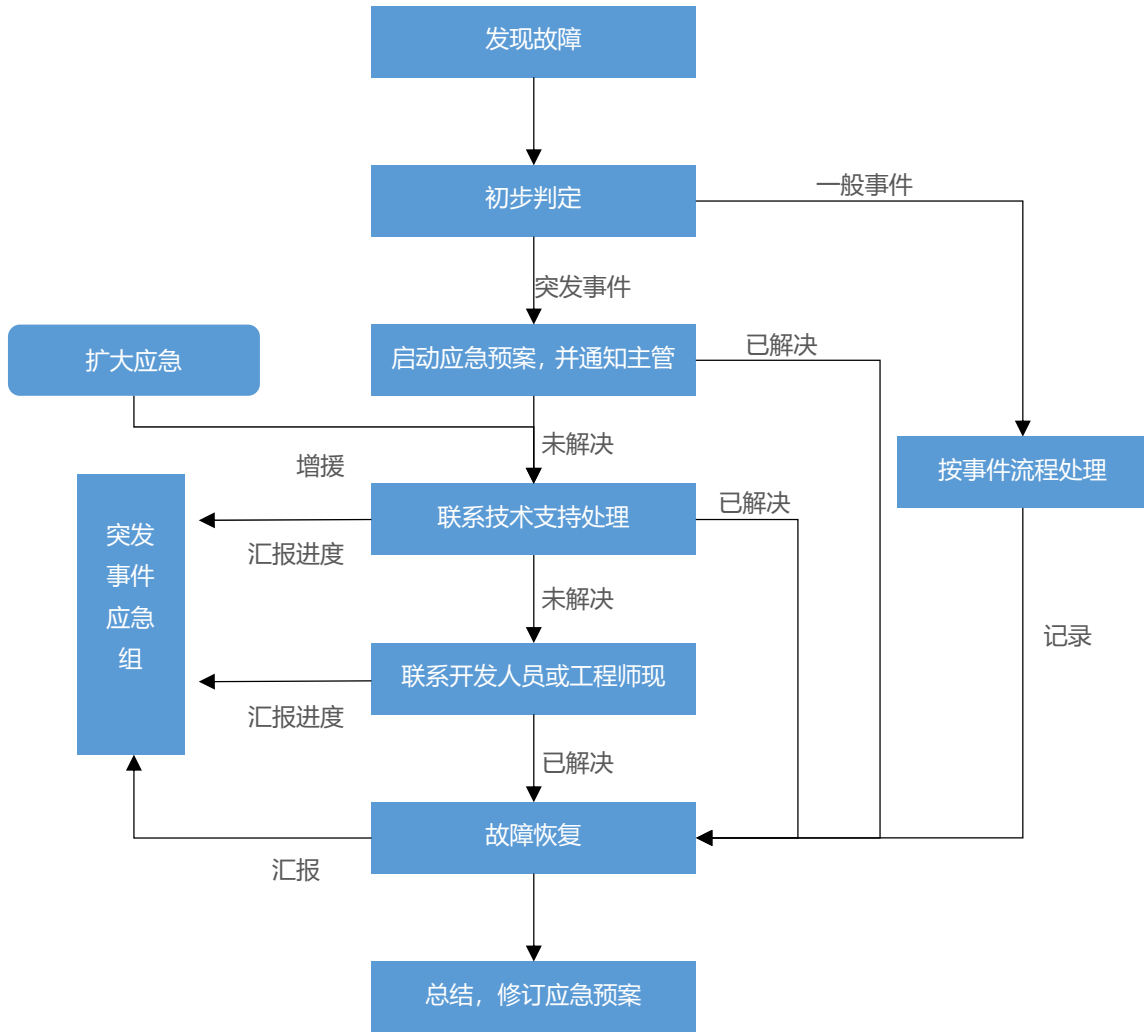 发现故障
初步判定
一般事件
突发事件
扩大应急
启动应急预案，并通知主管
已解决
未解决
增援
按事件流程处理
突发
事件
应急
组
联系技术支持处理
已解决
汇报进度
未解决
记录
联系开发人员或工程师现
汇报进度
已解决
故障恢复
汇报
总结，修订应急预案